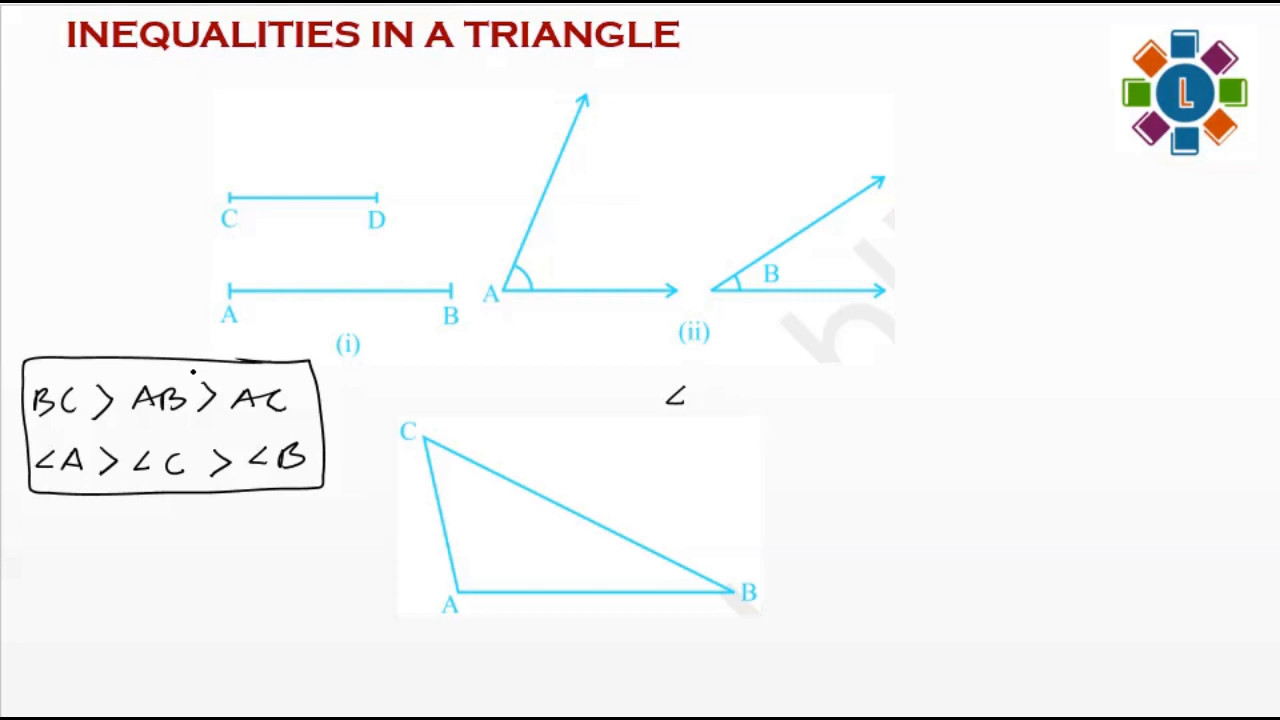 INEQUALITIES IN A TRIANGLE
L
C D
A B
(i)
A
B
(ii)
BC > AB > AC
∠A > ∠C > ∠B
∠
C
A
B